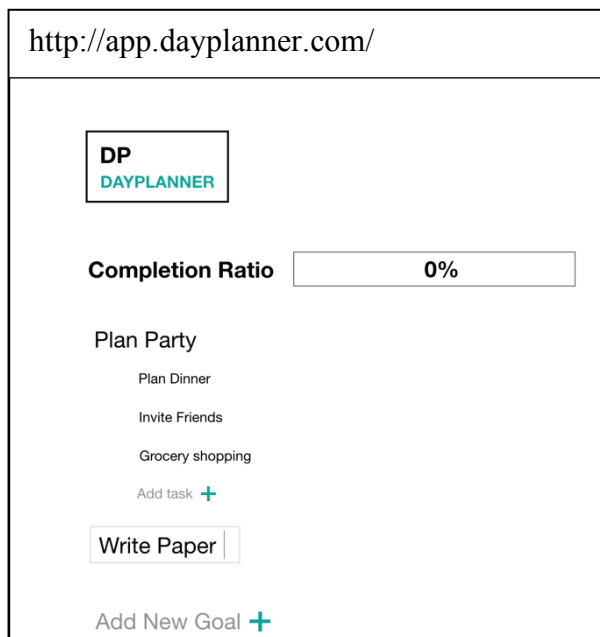 http://app.dayplanner.com/
DP
DAYPLANNER
Completion Ratio 0%
Plan Party
Plan Dinner
Invite Friends
Grocery shopping
Add task +
Write Paper
Add New Goal +